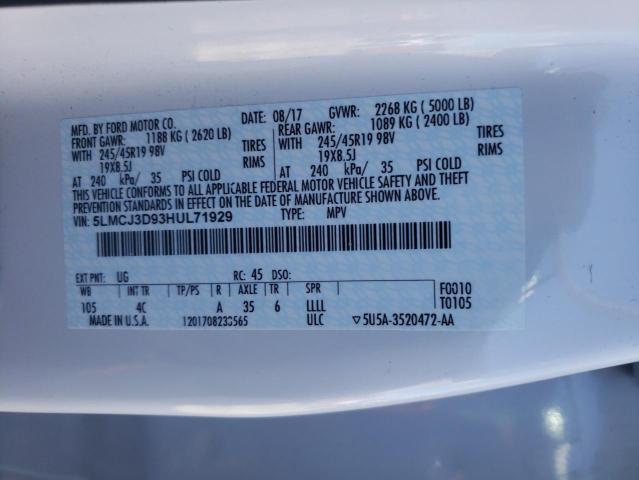 MFD. BY FORD MOTOR CO. DATE: 08/17 GVWR: 2268 KG ( 5000 LB)
FRONT GAWR: 1188 KG ( 2620 LB) REAR GAWR: 1089 KG ( 2400 LB)
WITH 245/45R19 98V TIRES WITH 245/45R19 98V TIRES
19X8.5J RIMS 19X8.5J RIMS
AT 240 kPa/ 35 PSI COLD AT 240 kPa/ 35 PSI COLD
THIS VEHICLE CONFORMS TO ALL APPLICABLE FEDERAL MOTOR VEHICLE SAFETY AND THEFT
PREVENTION STANDARDS IN EFFECT ON THE DATE OF MANUFACTURE SHOWN ABOVE.
VIN: 5LMCJ3D93HUL71929 TYPE: MPV
EXT PNT: UG RC: 45 DSO:
WB INT TR TP/PS R AXLE TR SPR F0010
105 4C A 35 6 LLLL T0105
MADE IN U.S.A. ULC ▽5U5A-3520472-AA